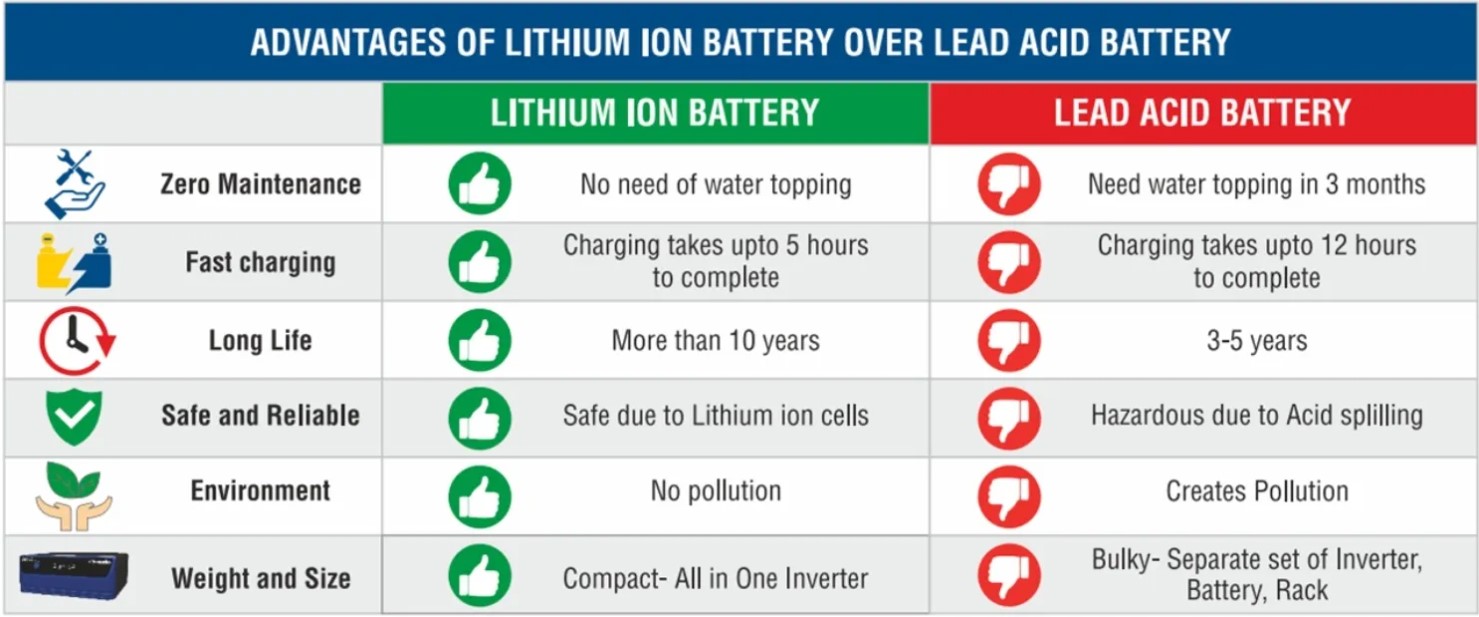 ADVANTAGES OF LITHIUM ION BATTERY OVER LEAD ACID BATTERY
LITHIUM ION BATTERY
LEAD ACID BATTERY
Zero Maintenance
No need of water topping
Need water topping in 3 months
Fast charging
Charging takes upto 5 hours
to complete
Charging takes upto 12 hours
to complete
Long Life
More than 10 years
3-5 years
Safe and Reliable
Safe due to Lithium ion cells
Hazardous due to Acid splilling
Environment
No pollution
Creates Pollution
Weight and Size
Compact- All in One Inverter
Bulky- Separate set of Inverter,
Battery, Rack